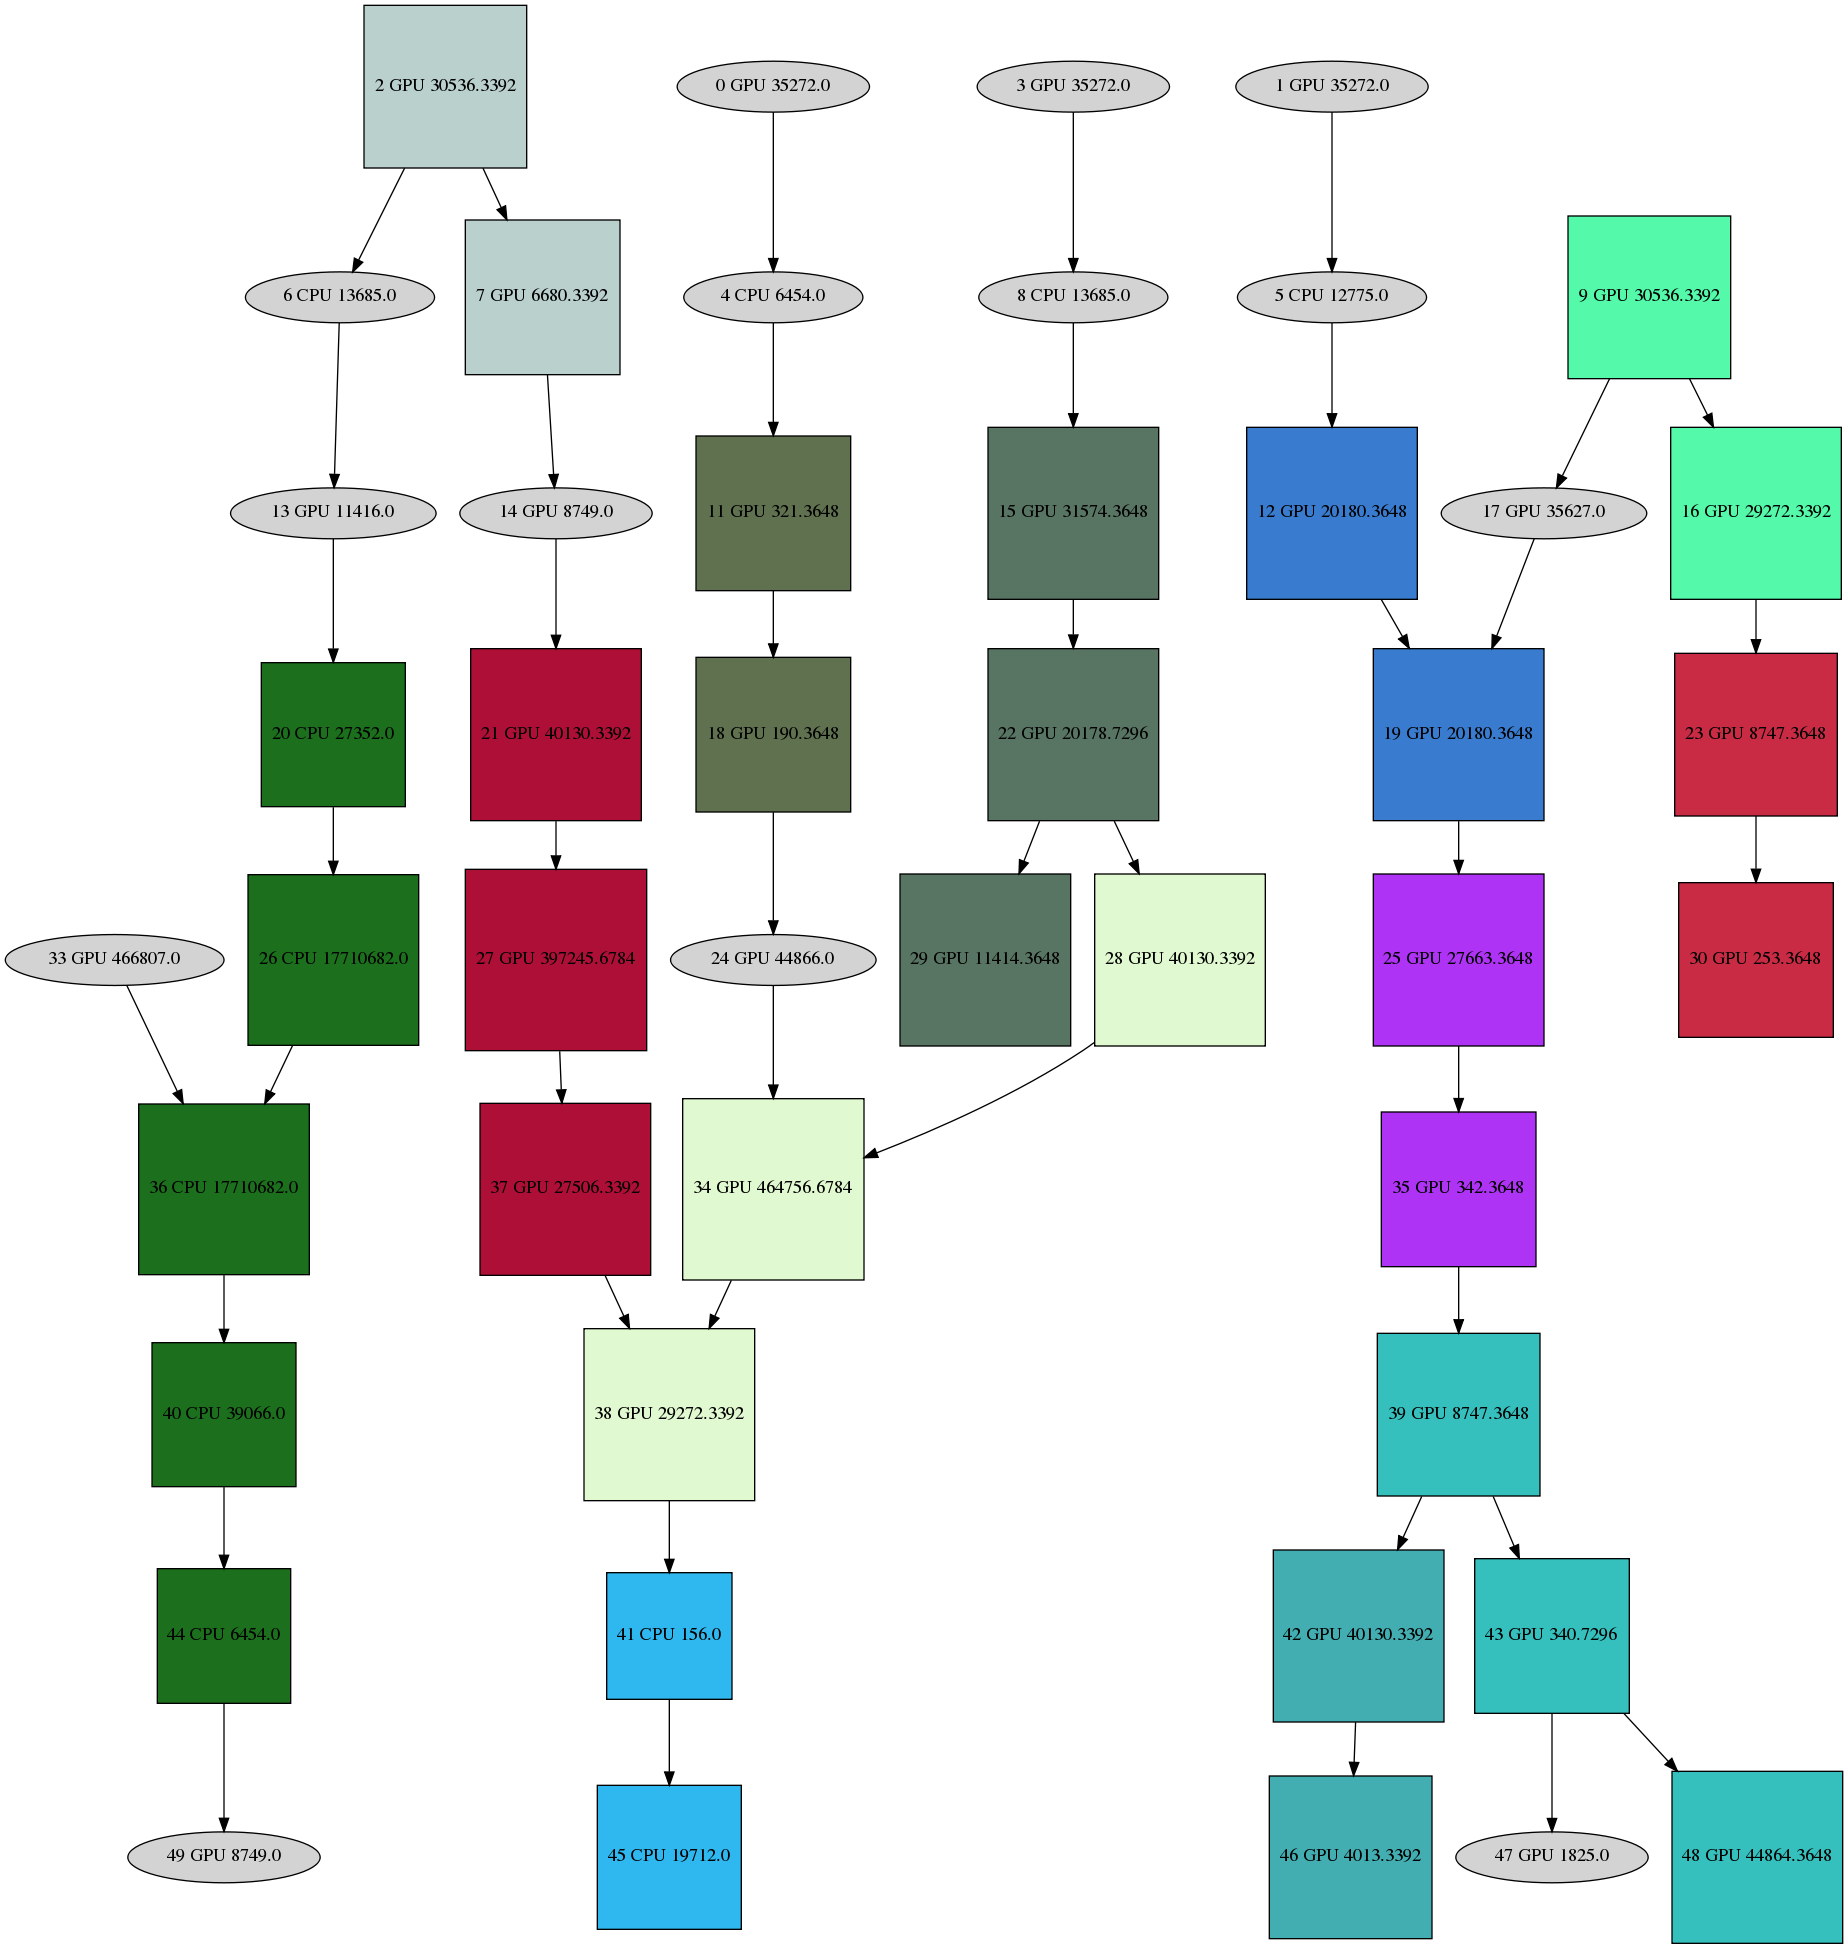 2 GPU 30536.3392
0 GPU 35272.0
3 GPU 35272.0
1 GPU 35272.0
6 CPU 13685.0
7 GPU 6680.3392
4 CPU 6454.0
8 CPU 13685.0
5 CPU 12775.0
9 GPU 30536.3392
13 GPU 11416.0
14 GPU 8749.0
11 GPU 321.3648
15 GPU 31574.3648
12 GPU 20180.3648
17 GPU 35627.0
16 GPU 29272.3392
20 CPU 27352.0
21 GPU 40130.3392
18 GPU 190.3648
22 GPU 20178.7296
19 GPU 20180.3648
23 GPU 8747.3648
33 GPU 466807.0
26 CPU 17710682.0
27 GPU 397245.6784
24 GPU 44866.0
29 GPU 11414.3648
28 GPU 40130.3392
25 GPU 27663.3648
30 GPU 253.3648
36 CPU 17710682.0
37 GPU 27506.3392
34 GPU 464756.6784
35 GPU 342.3648
40 CPU 39066.0
38 GPU 29272.3392
39 GPU 8747.3648
44 CPU 6454.0
41 CPU 156.0
42 GPU 40130.3392
43 GPU 340.7296
49 GPU 8749.0
45 CPU 19712.0
46 GPU 4013.3392
47 GPU 1825.0
48 GPU 44864.3648